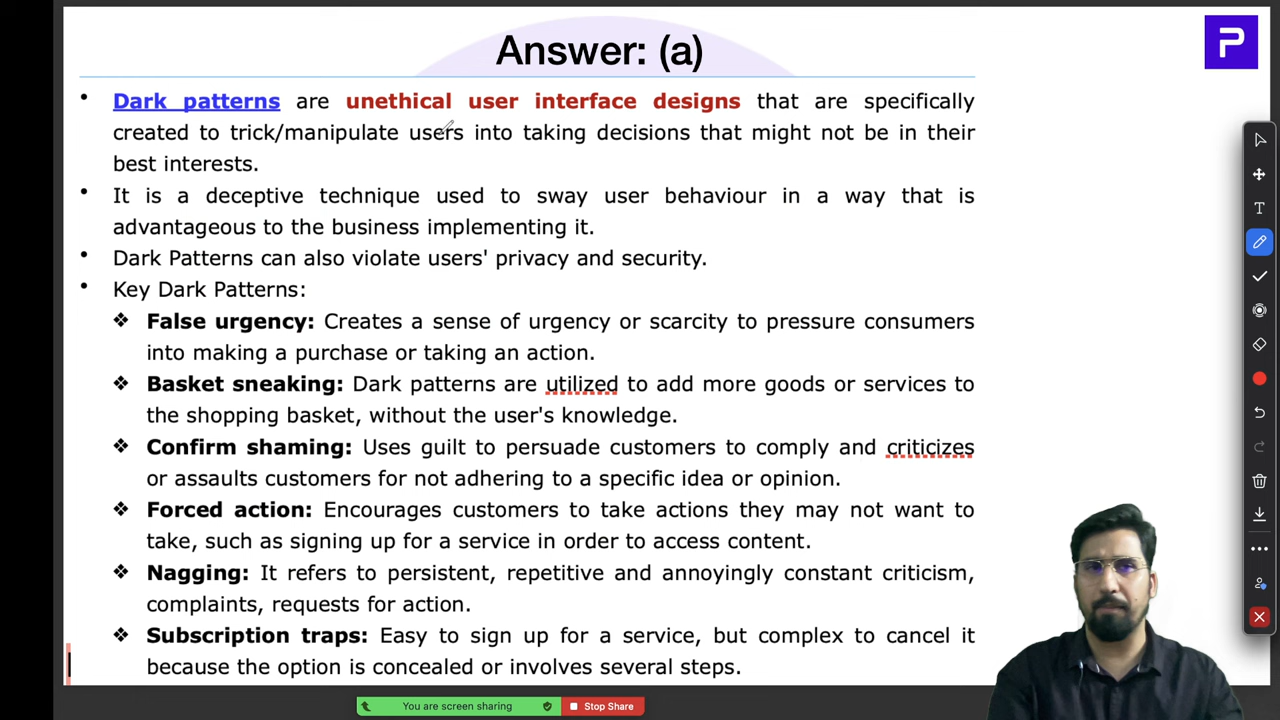 Answer: (a)
P
• Dark patterns are unethical user interface designs that are specifically
created to trick/manipulate users into taking decisions that might not be in their
best interests.
• It is a deceptive technique used to sway user behaviour in a way that is
advantageous to the business implementing it.
• Dark Patterns can also violate users' privacy and security.
• Key Dark Patterns:
❖ False urgency: Creates a sense of urgency or scarcity to pressure consumers
into making a purchase or taking an action.
❖ Basket sneaking: Dark patterns are utilized to add more goods or services to
the shopping basket, without the user's knowledge.
❖ Confirm shaming: Uses guilt to persuade customers to comply and criticizes
or assaults customers for not adhering to a specific idea or opinion.
❖ Forced action: Encourages customers to take actions they may not want to
take, such as signing up for a service in order to access content.
❖ Nagging: It refers to persistent, repetitive and annoyingly constant criticism,
complaints, requests for action.
❖ Subscription traps: Easy to sign up for a service, but complex to cancel it
because the option is concealed or involves several steps.
You are screen sharing
Stop Share
T